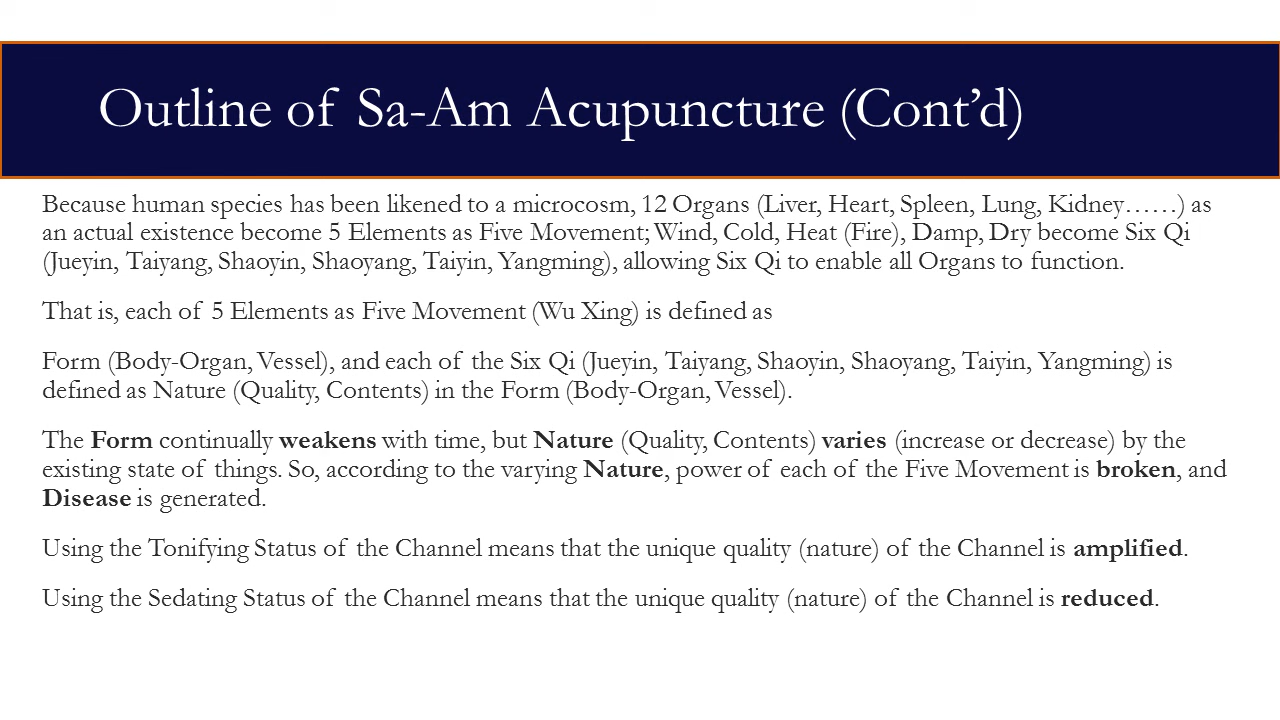 Outline of Sa-Am Acupuncture (Cont’d)
Because human species has been likened to a microcosm, 12 Organs (Liver, Heart, Spleen, Lung, Kidney……) as
an actual existence become 5 Elements as Five Movement; Wind, Cold, Heat (Fire), Damp, Dry become Six Qi
(Jueyin, Taiyang, Shaoyin, Shaoyang, Taiyin, Yangming), allowing Six Qi to enable all Organs to function.
That is, each of 5 Elements as Five Movement (Wu Xing) is defined as
Form (Body-Organ, Vessel), and each of the Six Qi (Jueyin, Taiyang, Shaoyin, Shaoyang, Taiyin, Yangming) is
defined as Nature (Quality, Contents) in the Form (Body-Organ, Vessel).
The Form continually weakens with time, but Nature (Quality, Contents) varies (increase or decrease) by the
existing state of things. So, according to the varying Nature, power of each of the Five Movement is broken, and
Disease is generated.
Using the Tonifying Status of the Channel means that the unique quality (nature) of the Channel is amplified.
Using the Sedating Status of the Channel means that the unique quality (nature) of the Channel is reduced.